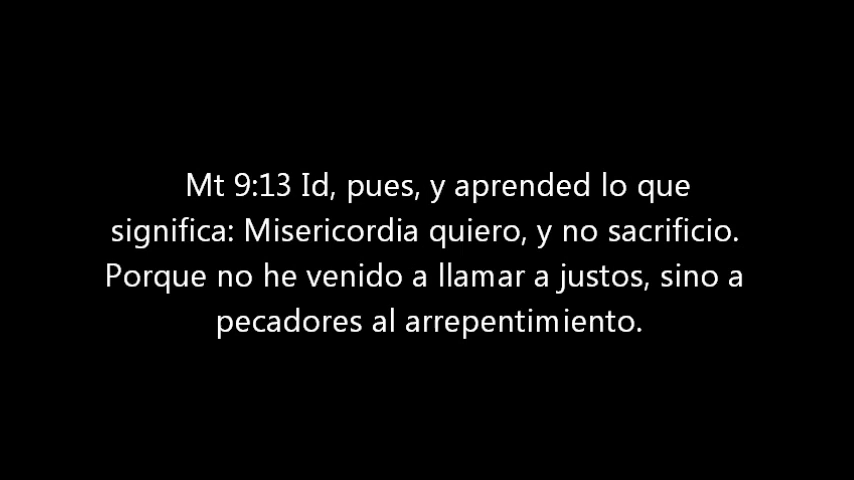 Mt 9:13 Id, pues, y aprended lo que
significa: Misericordia quiero, y no sacrificio.
Porque no he venido a llamar a justos, sino a
pecadores al arrepentimiento.